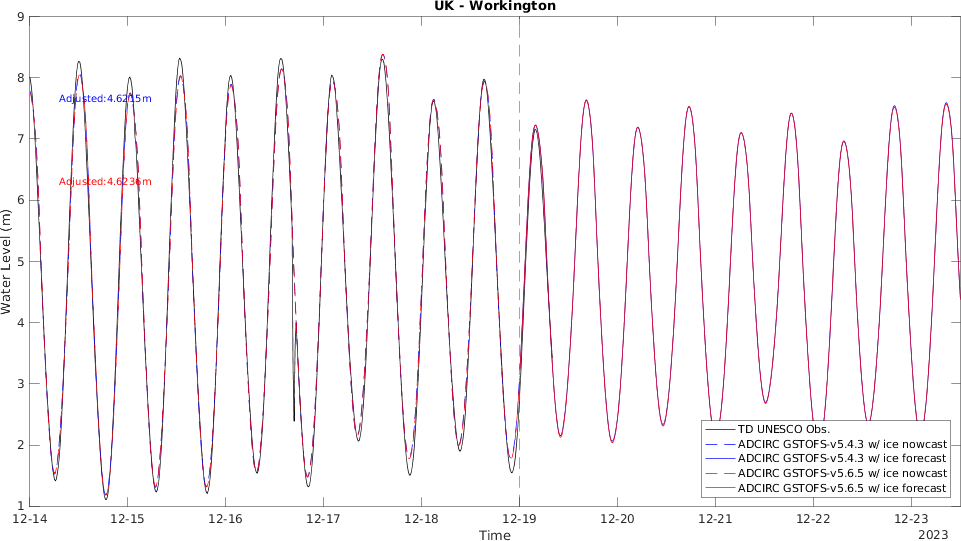 UK - Workington
9
8
7
6
5
4
3
2
1
Water Level (m)
Adjusted:4.6215m
Adjusted:4.6236m
TD UNESCO Obs.
ADCIRC GSTOFS-v5.4.3 w/ ice nowcast
ADCIRC GSTOFS-v5.4.3 w/ ice forecast
ADCIRC GSTOFS-v5.6.5 w/ ice nowcast
ADCIRC GSTOFS-v5.6.5 w/ ice forecast
12-14 12-15 12-16 12-17 12-18 12-19 12-20 12-21 12-22 12-23
Time
2023